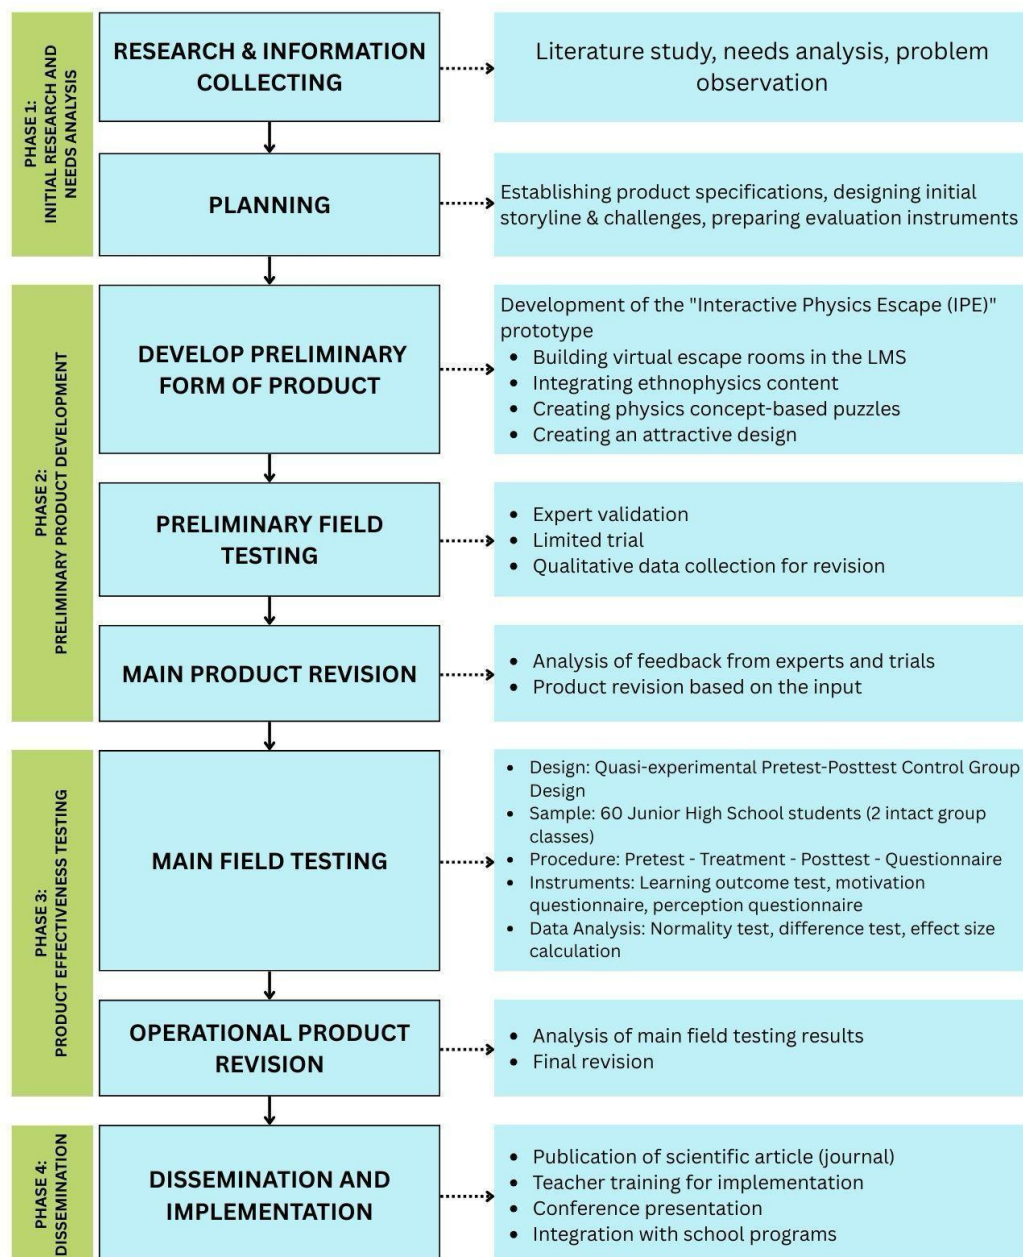 PHASE 1:
INITIAL RESEARCH AND
NEEDS ANALYSIS
RESEARCH & INFORMATION
COLLECTING
Literature study, needs analysis, problem
observation
PLANNING
Establishing product specifications, designing initial
storyline & challenges, preparing evaluation instruments
PHASE 2:
PRELIMINARY PRODUCT DEVELOPMENT
DEVELOP PRELIMINARY
FORM OF PRODUCT
Development of the "Interactive Physics Escape (IPE)"
prototype
• Building virtual escape rooms in the LMS
• Integrating ethnophysics content
• Creating physics concept-based puzzles
• Creating an attractive design
PRELIMINARY FIELD
TESTING
• Expert validation
• Limited trial
• Qualitative data collection for revision
MAIN PRODUCT REVISION
• Analysis of feedback from experts and trials
• Product revision based on the input
PHASE 3:
PRODUCT EFFECTIVENESS TESTING
MAIN FIELD TESTING
• Design: Quasi-experimental Pretest-Posttest Control Group
Design
• Sample: 60 Junior High School students (2 intact group
classes)
• Procedure: Pretest - Treatment - Posttest - Questionnaire
• Instruments: Learning outcome test, motivation
questionnaire, perception questionnaire
• Data Analysis: Normality test, difference test, effect size
calculation
OPERATIONAL PRODUCT
REVISION
• Analysis of main field testing results
• Final revision
PHASE 4:
DISSEMINATION
DISSEMINATION AND
IMPLEMENTATION
• Publication of scientific article (journal)
• Teacher training for implementation
• Conference presentation
• Integration with school programs